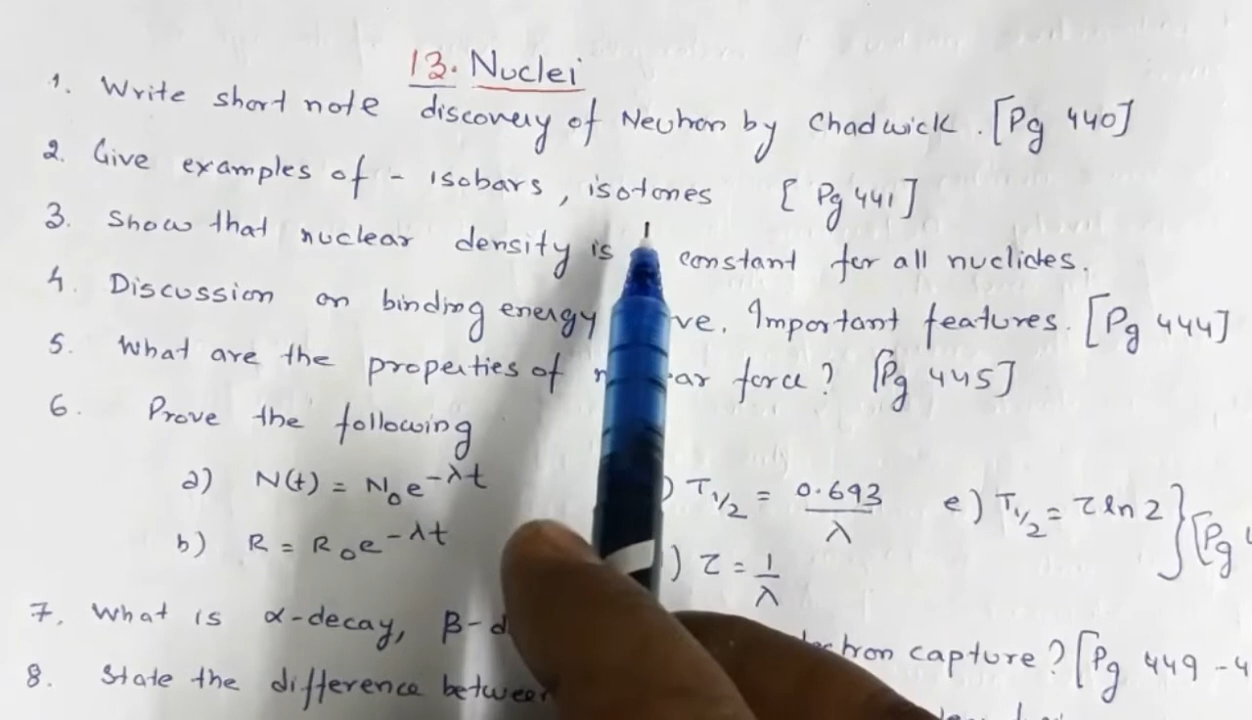 13. Nuclei
1. Write short note discovery of Neutron by Chadwick. [Pg 440]
2. Give examples of - isobars, isotones [Pg 441]
3. Show that nuclear density is constant for all nuclides.
4. Discussion on binding energy ve. Important features. [Pg 444]
5. What are the properties of n ar force? [Pg 445]
6. Prove the following
a) N(t) = N₀e^-λt ) T₁/₂ = 0.693/λ e) T₁/₂ = τ ln 2 } [Pg
b) R = R₀e^-λt ) τ = 1/λ
7. What is α-decay, β-d ctron capture? [Pg 449 - 4
8. State the difference between